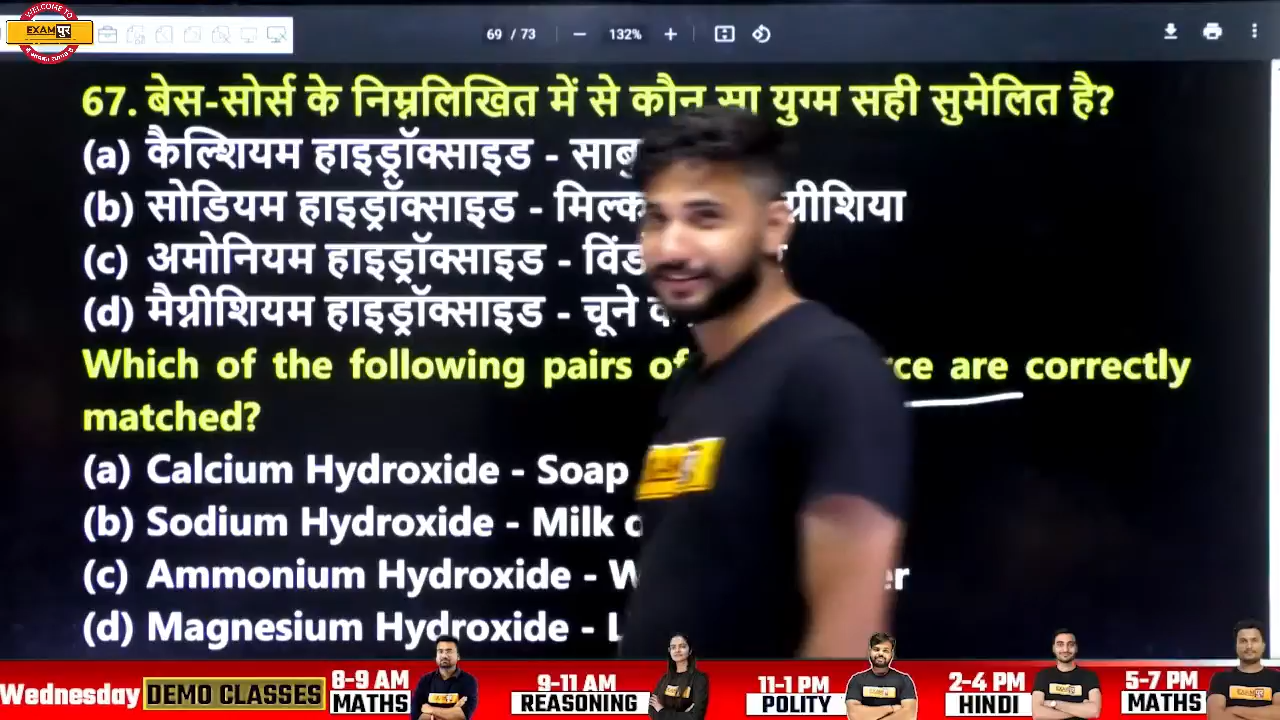 WELCOME TO
EXAMपुर
69 / 73
132%
67. बेस-सोर्स के निम्नलिखित में से कौन सा युग्म सही सुमेलित है?
(a) कैल्शियम हाइड्रॉक्साइड -
(b) सोडियम हाइड्रॉक्साइड - मिल्क
(c) अमोनियम हाइड्रॉक्साइड -
(d) मैग्नीशियम हाइड्रॉक्साइड - चूने
Which of the following pairs of are correctly
matched?
(a) Calcium Hydroxide - Soap
(b) Sodium Hydroxide - Milk
(c) Ammonium Hydroxide -
(d) Magnesium Hydroxide -
Wednesday DEMO CLASSES
8-9 AM
MATHS
9-11 AM
REASONING
11-1 PM
POLITY
2-4 PM
HINDI
5-7 PM
MATHS